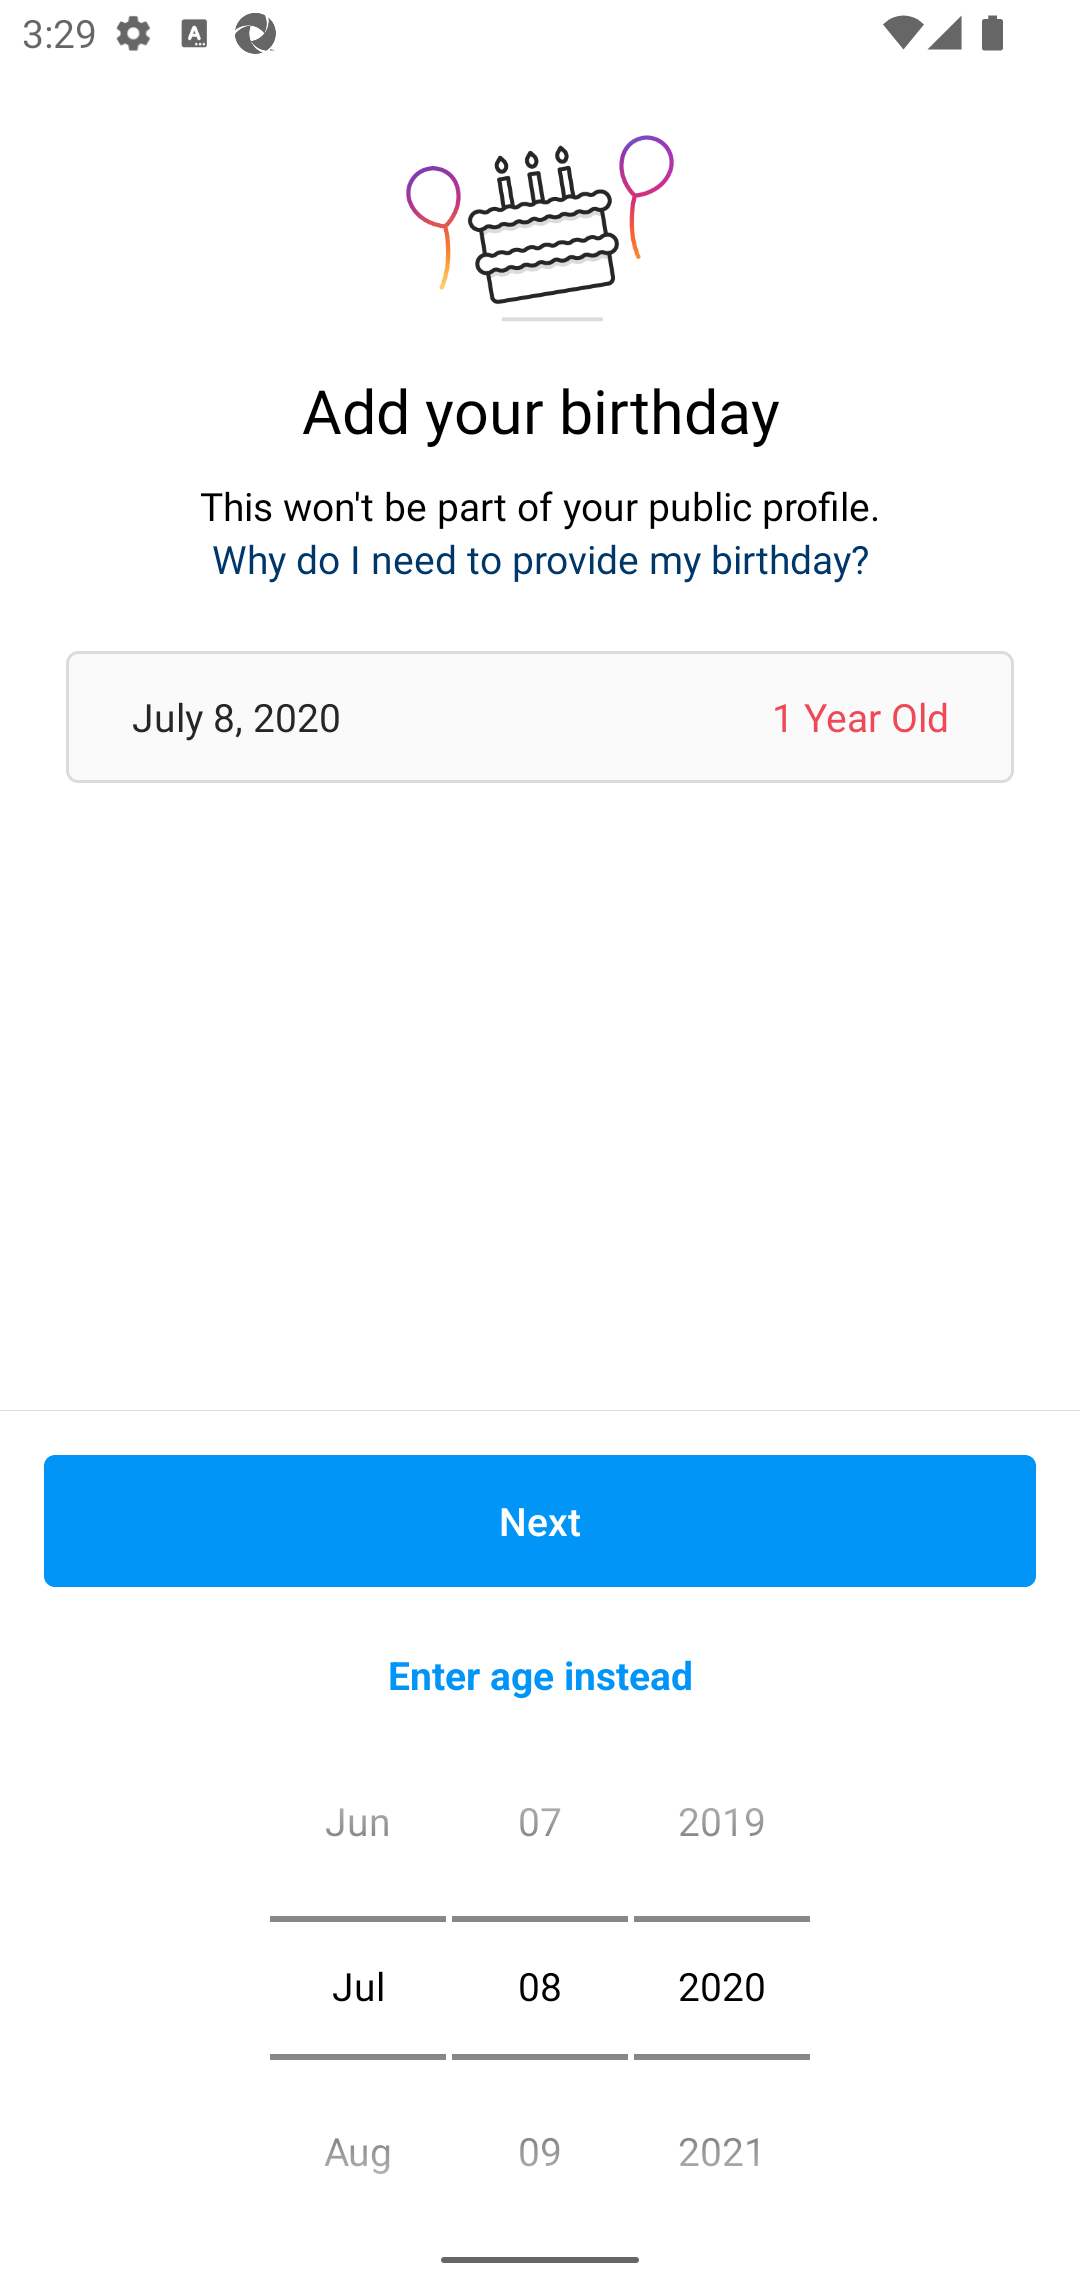 3:29
Add your birthday
This won't be part of your public profile.
Why do I need to provide my birthday?
July 8, 2020 1 Year Old
Next
Enter age instead
Jun 07 2019
Jul 08 2020
Aug 09 2021